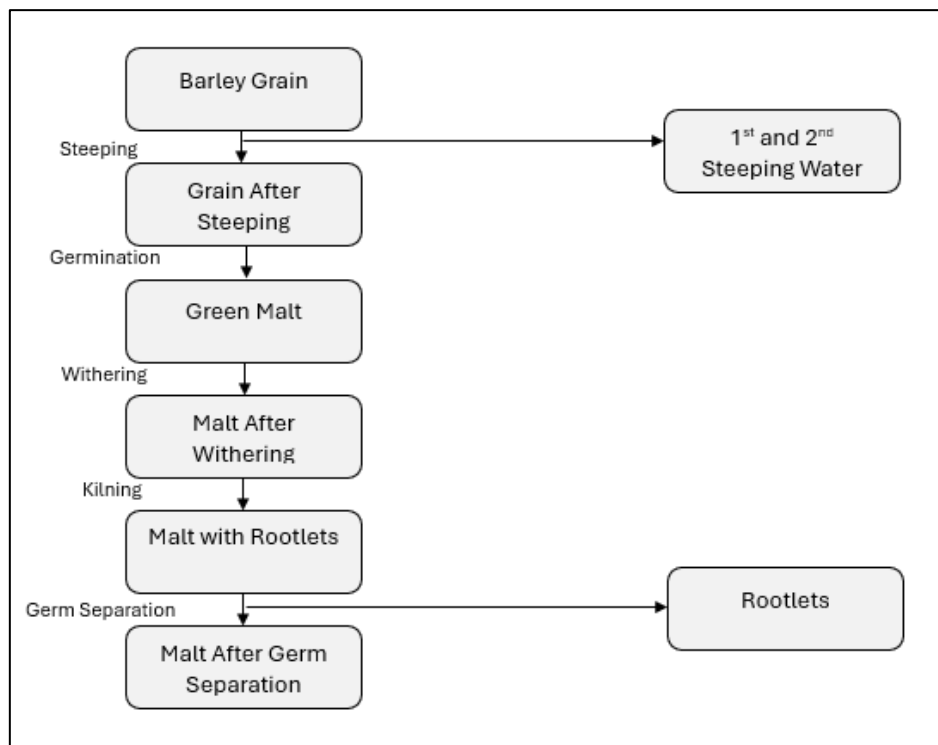 Barley Grain
Steeping
1st and 2nd
Steeping Water
Grain After
Steeping
Germination
Green Malt
Withering
Malt After
Withering
Kilning
Malt with Rootlets
Germ Separation
Rootlets
Malt After Germ
Separation